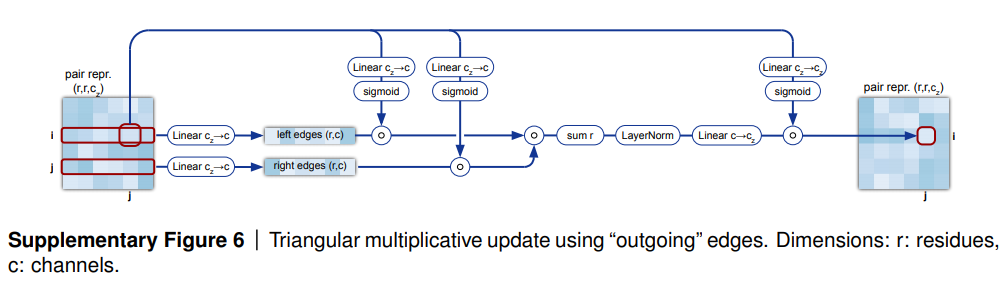 pair repr.
(r,r,c_z)
i
j
j
Linear c_z→c
Linear c_z→c
left edges (r,c)
right edges (r,c)
Linear c_z→c
sigmoid
Linear c_z→c
sigmoid
sum r
LayerNorm
Linear c→c_z
Linear c_z→c_z
sigmoid
pair repr. (r,r,c_z)
i
j
Supplementary Figure 6 | Triangular multiplicative update using “outgoing” edges. Dimensions: r: residues,
c: channels.